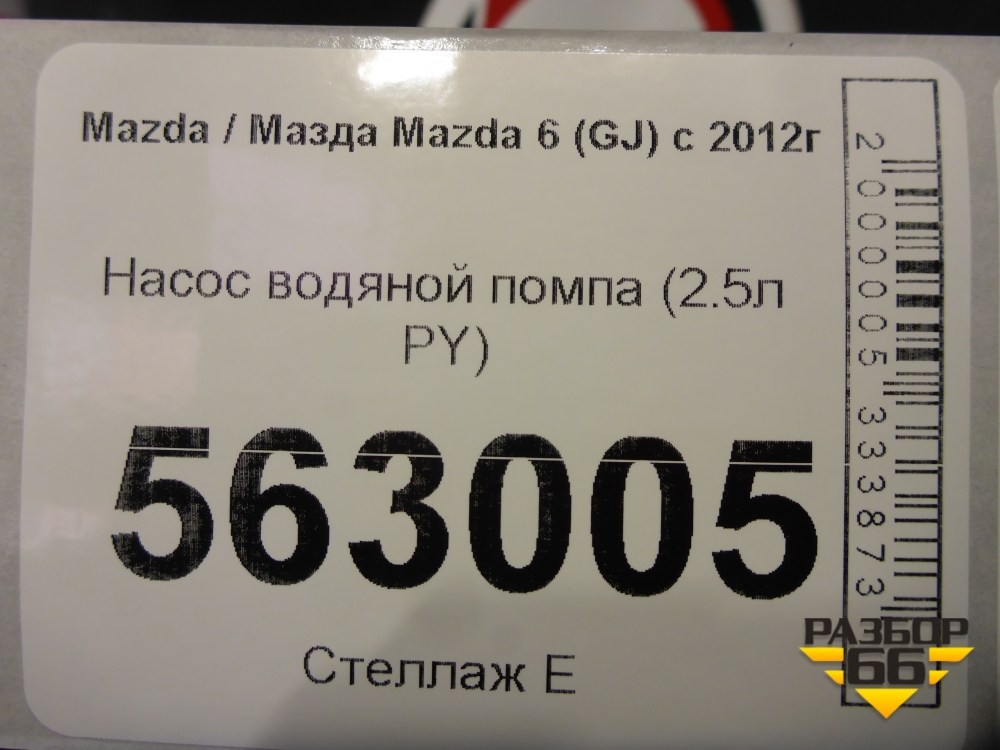 Mazda / Мазда Mazda 6 (GJ) с 2012г
Насос водяной помпа (2.5л
PY)
563005
Стеллаж Е
2000005333873
РАЗБОР
66